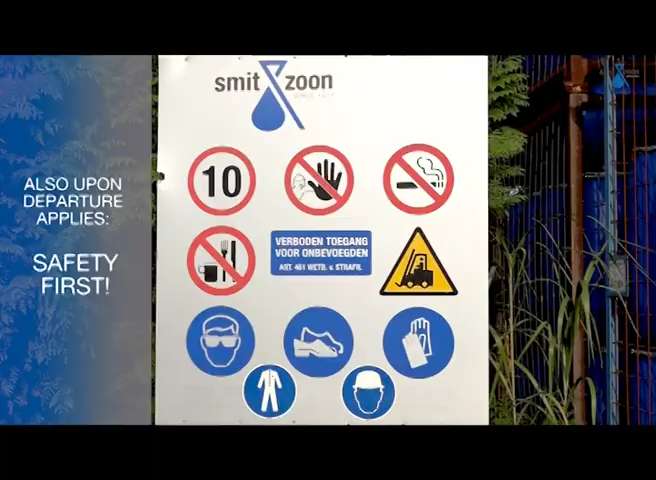 smit zoon
ALSO UPON
DEPARTURE
APPLIES:
SAFETY
FIRST!
10
VERBODEN TOEGANG
VOOR ONBEVOEGDEN
ART. 461 WETB. v. STRAFR.